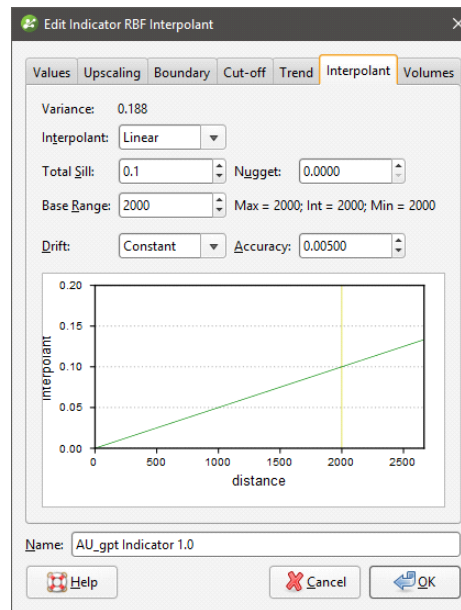 Edit Indicator RBF Interpolant
Values Upscaling Boundary Cut-off Trend Interpolant Volumes
Variance: 0.188
Interpolant: Linear
Total Sill: 0.1 Nugget: 0.0000
Base Range: 2000 Max = 2000; Int = 2000; Min = 2000
Drift: Constant Accuracy: 0.00500
0.20
0.15
0.10
0.05
0.00
interpolant
0 500 1000 1500 2000 2500
distance
Name: AU_gpt Indicator 1.0
Help Cancel OK